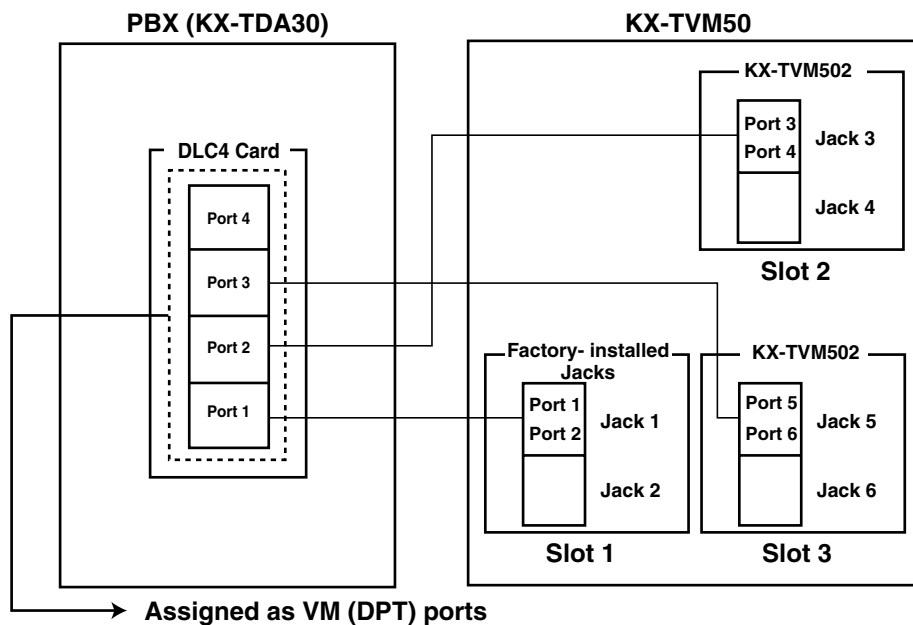 PBX (KX-TDA30)
KX-TVM50
DLC4 Card
Port 4
Port 3
Port 2
Port 1
KX-TVM502
Port 3
Port 4
Jack 3
Jack 4
Slot 2
Factory- installed
Jacks
Port 1
Port 2
Jack 1
Jack 2
Slot 1
KX-TVM502
Port 5
Port 6
Jack 5
Jack 6
Slot 3
Assigned as VM (DPT) ports